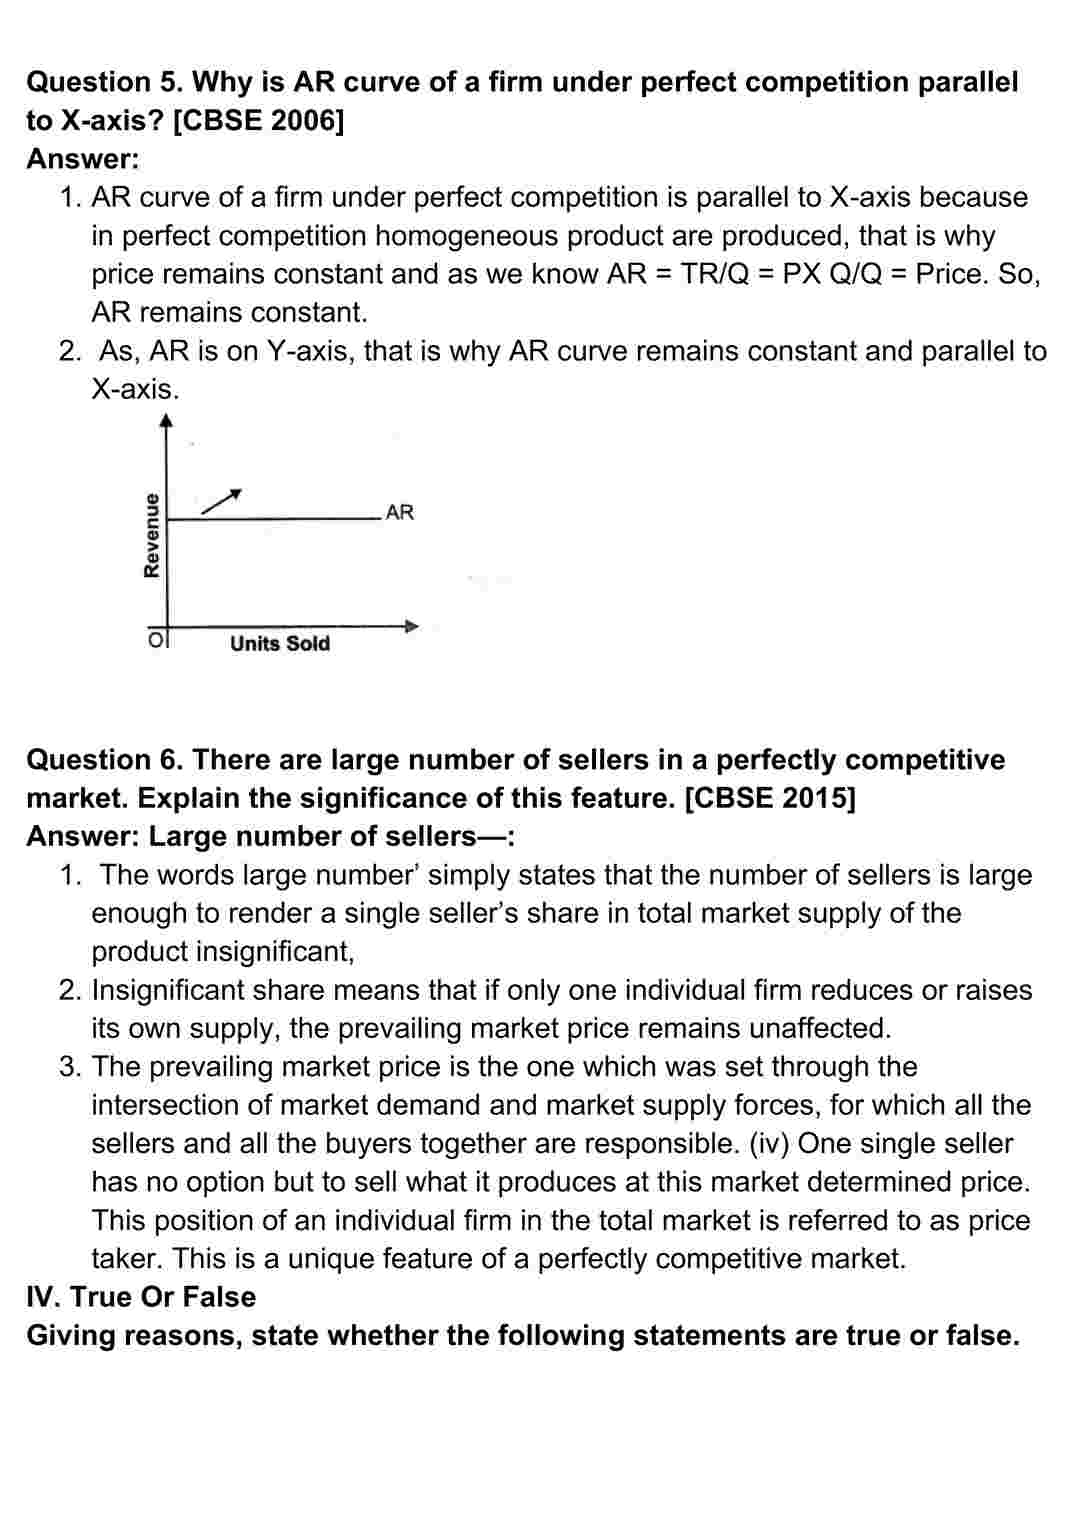 Question 5. Why is AR curve of a firm under perfect competition parallel
to X-axis? [CBSE 2006]
Answer:
1. AR curve of a firm under perfect competition is parallel to X-axis because
in perfect competition homogeneous product are produced, that is why
price remains constant and as we know AR = TR/Q = PX Q/Q = Price. So,
AR remains constant.
2. As, AR is on Y-axis, that is why AR curve remains constant and parallel to
X-axis.
Revenue
AR
O
Units Sold
Question 6. There are large number of sellers in a perfectly competitive
market. Explain the significance of this feature. [CBSE 2015]
Answer: Large number of sellers—:
1. The words large number’ simply states that the number of sellers is large
enough to render a single seller’s share in total market supply of the
product insignificant,
2. Insignificant share means that if only one individual firm reduces or raises
its own supply, the prevailing market price remains unaffected.
3. The prevailing market price is the one which was set through the
intersection of market demand and market supply forces, for which all the
sellers and all the buyers together are responsible. (iv) One single seller
has no option but to sell what it produces at this market determined price.
This position of an individual firm in the total market is referred to as price
taker. This is a unique feature of a perfectly competitive market.
IV. True Or False
Giving reasons, state whether the following statements are true or false.